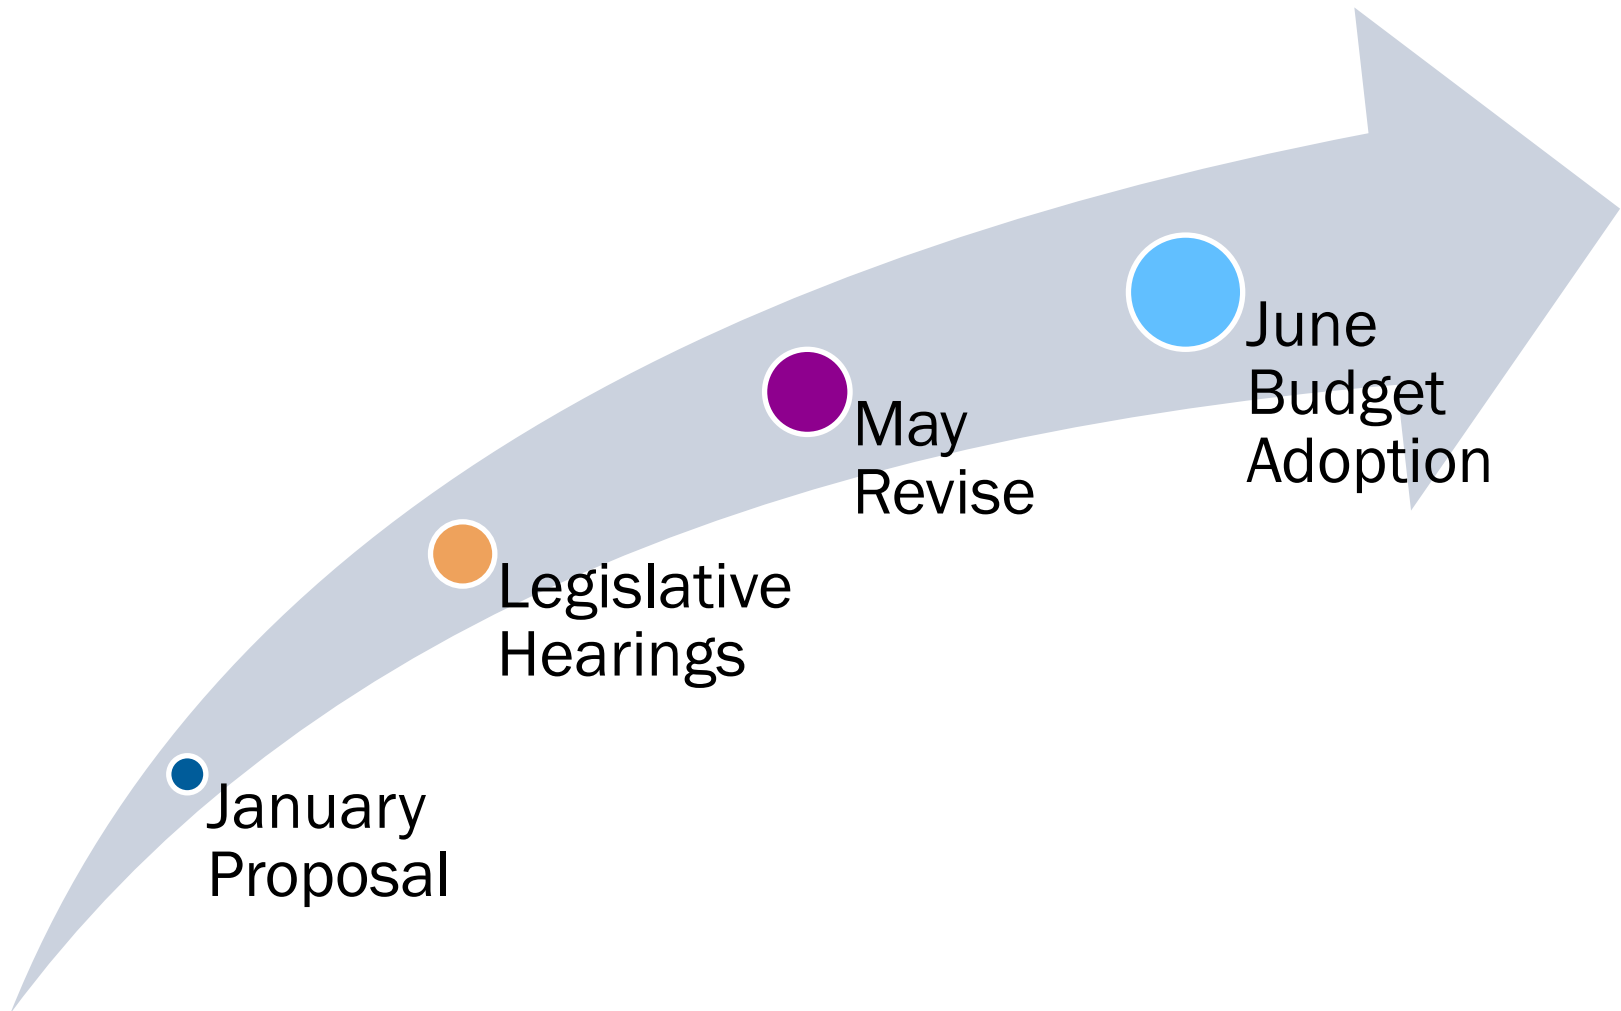 January
Proposal
Legislative
Hearings
May
Revise
June
Budget
Adoption